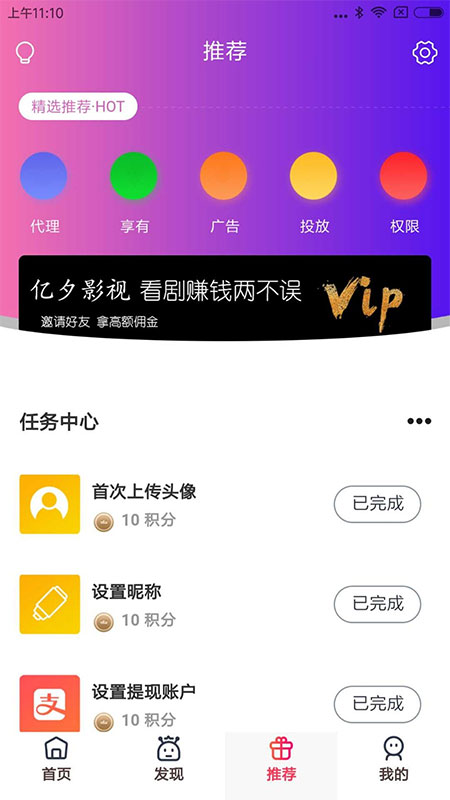 上午11:10
推荐
精选推荐·HOT
代理 享有 广告 投放 权限
亿夕影视 看剧赚钱两不误
Vip
邀请好友 拿高额佣金
任务中心
首次上传头像
10 积分
已完成
设置昵称
10 积分
已完成
支
设置提现账户
10 积分
已完成
首页 发现 推荐 我的